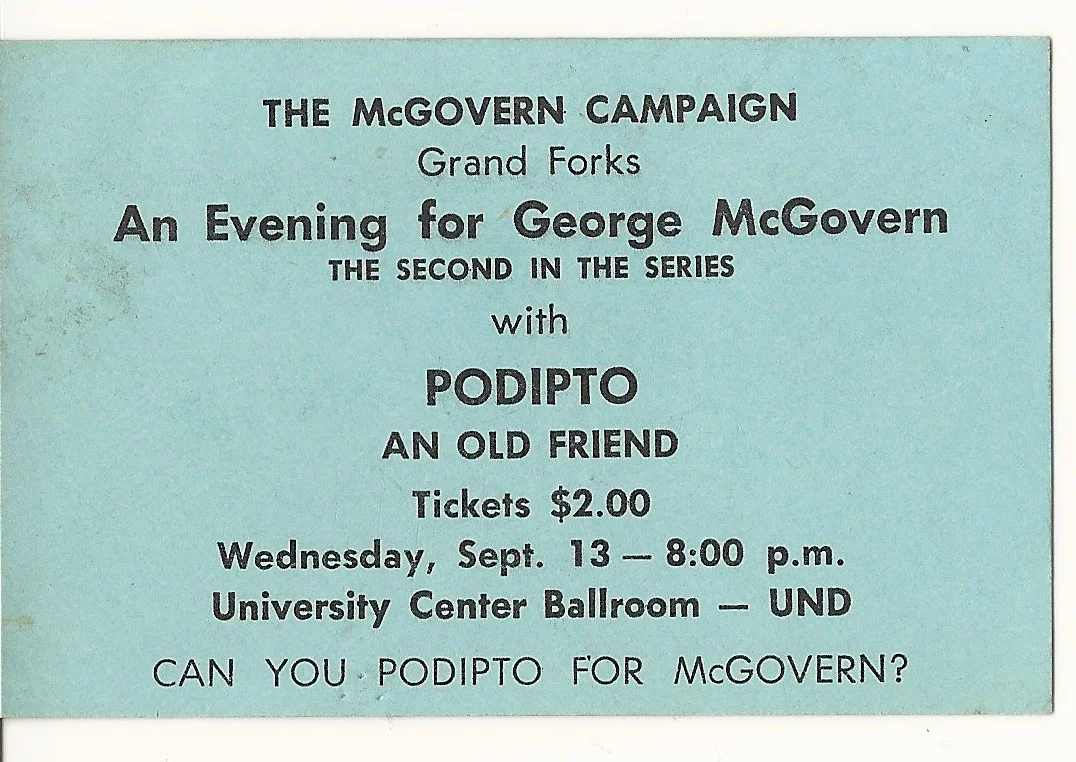 THE McGOVERN CAMPAIGN
Grand Forks
An Evening for George McGovern
THE SECOND IN THE SERIES
with
PODIPTO
AN OLD FRIEND
Tickets $2.00
Wednesday, Sept. 13 — 8:00 p.m.
University Center Ballroom — UND
CAN YOU PODIPTO FOR McGOVERN?